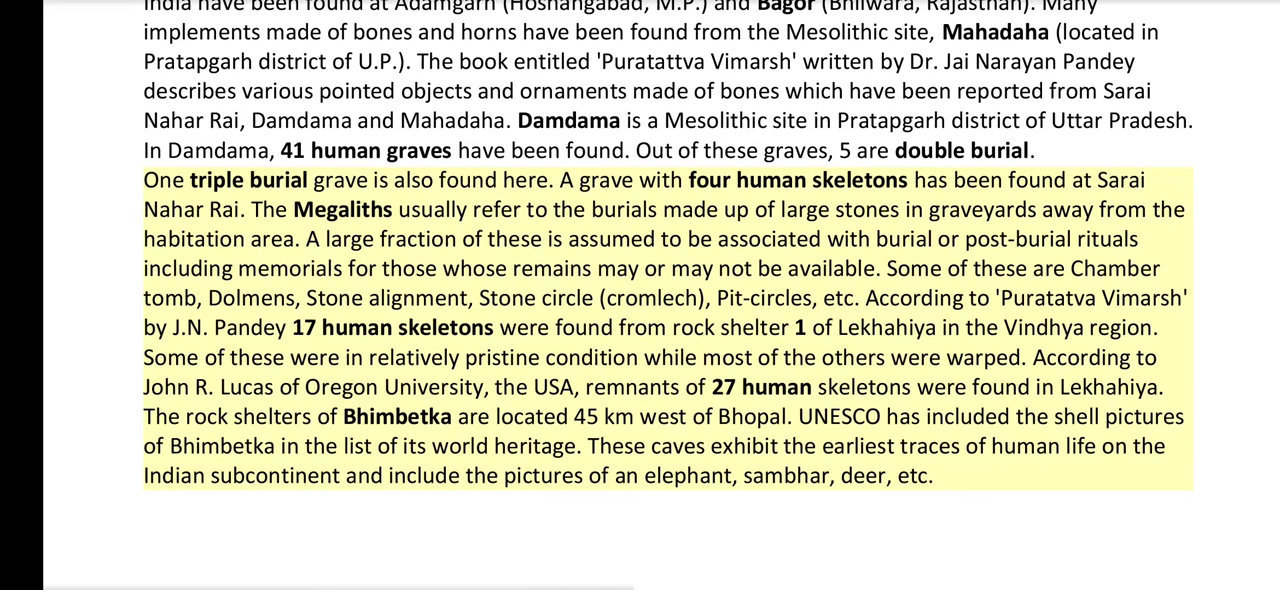 India have been found at Adamgarh (Hoshangabad, M.P.) and Bagor (Bhilwara, Rajasthan). Many
implements made of bones and horns have been found from the Mesolithic site, Mahadaha (located in
Pratapgarh district of U.P.). The book entitled 'Puratattva Vimarsh' written by Dr. Jai Narayan Pandey
describes various pointed objects and ornaments made of bones which have been reported from Sarai
Nahar Rai, Damdama and Mahadaha. Damdama is a Mesolithic site in Pratapgarh district of Uttar Pradesh.
In Damdama, 41 human graves have been found. Out of these graves, 5 are double burial.
One triple burial grave is also found here. A grave with four human skeletons has been found at Sarai
Nahar Rai. The Megaliths usually refer to the burials made up of large stones in graveyards away from the
habitation area. A large fraction of these is assumed to be associated with burial or post-burial rituals
including memorials for those whose remains may or may not be available. Some of these are Chamber
tomb, Dolmens, Stone alignment, Stone circle (cromlech), Pit-circles, etc. According to 'Puratatva Vimarsh'
by J.N. Pandey 17 human skeletons were found from rock shelter 1 of Lekhahiya in the Vindhya region.
Some of these were in relatively pristine condition while most of the others were warped. According to
John R. Lucas of Oregon University, the USA, remnants of 27 human skeletons were found in Lekhahiya.
The rock shelters of Bhimbetka are located 45 km west of Bhopal. UNESCO has included the shell pictures
of Bhimbetka in the list of its world heritage. These caves exhibit the earliest traces of human life on the
Indian subcontinent and include the pictures of an elephant, sambhar, deer, etc.